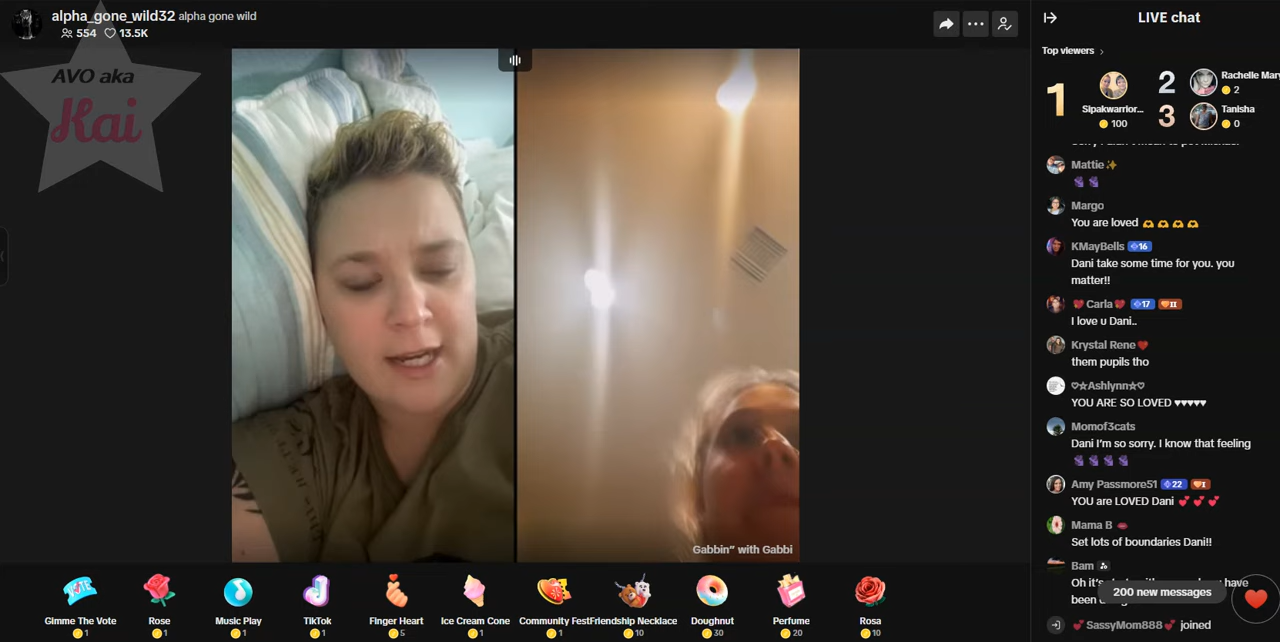 alpha_gone_wild32 alpha gone wild
554 13.5K
AVO aka
Kai
Gabbin" with Gabbi
Gimme The Vote
1
Rose
1
Music Play
1
TikTok
1
Finger Heart
5
Ice Cream Cone
1
Community Fest
1
Friendship Necklace
10
Doughnut
30
Perfume
20
Rosa
10
LIVE chat
Top viewers
1
Sipakwarrior...
100
2
Rachelle Mar
2
3
Tanisha
0
Mattie
Margo
You are loved
KMayBells 16
Dani take some time for you. you
matter!!
Carla 17 II
I love u Dani..
Krystal Rene
them pupils tho
♡☆Ashlynn☆♡
YOU ARE SO LOVED ♥♥♥♥♥
Momof3cats
Dani I'm so sorry. I know that feeling
Amy Passmore51 22 I
YOU are LOVED Dani
Mama B
Set lots of boundaries Dani!!
Bam
Oh it's have
been
200 new messages
SassyMom888 joined